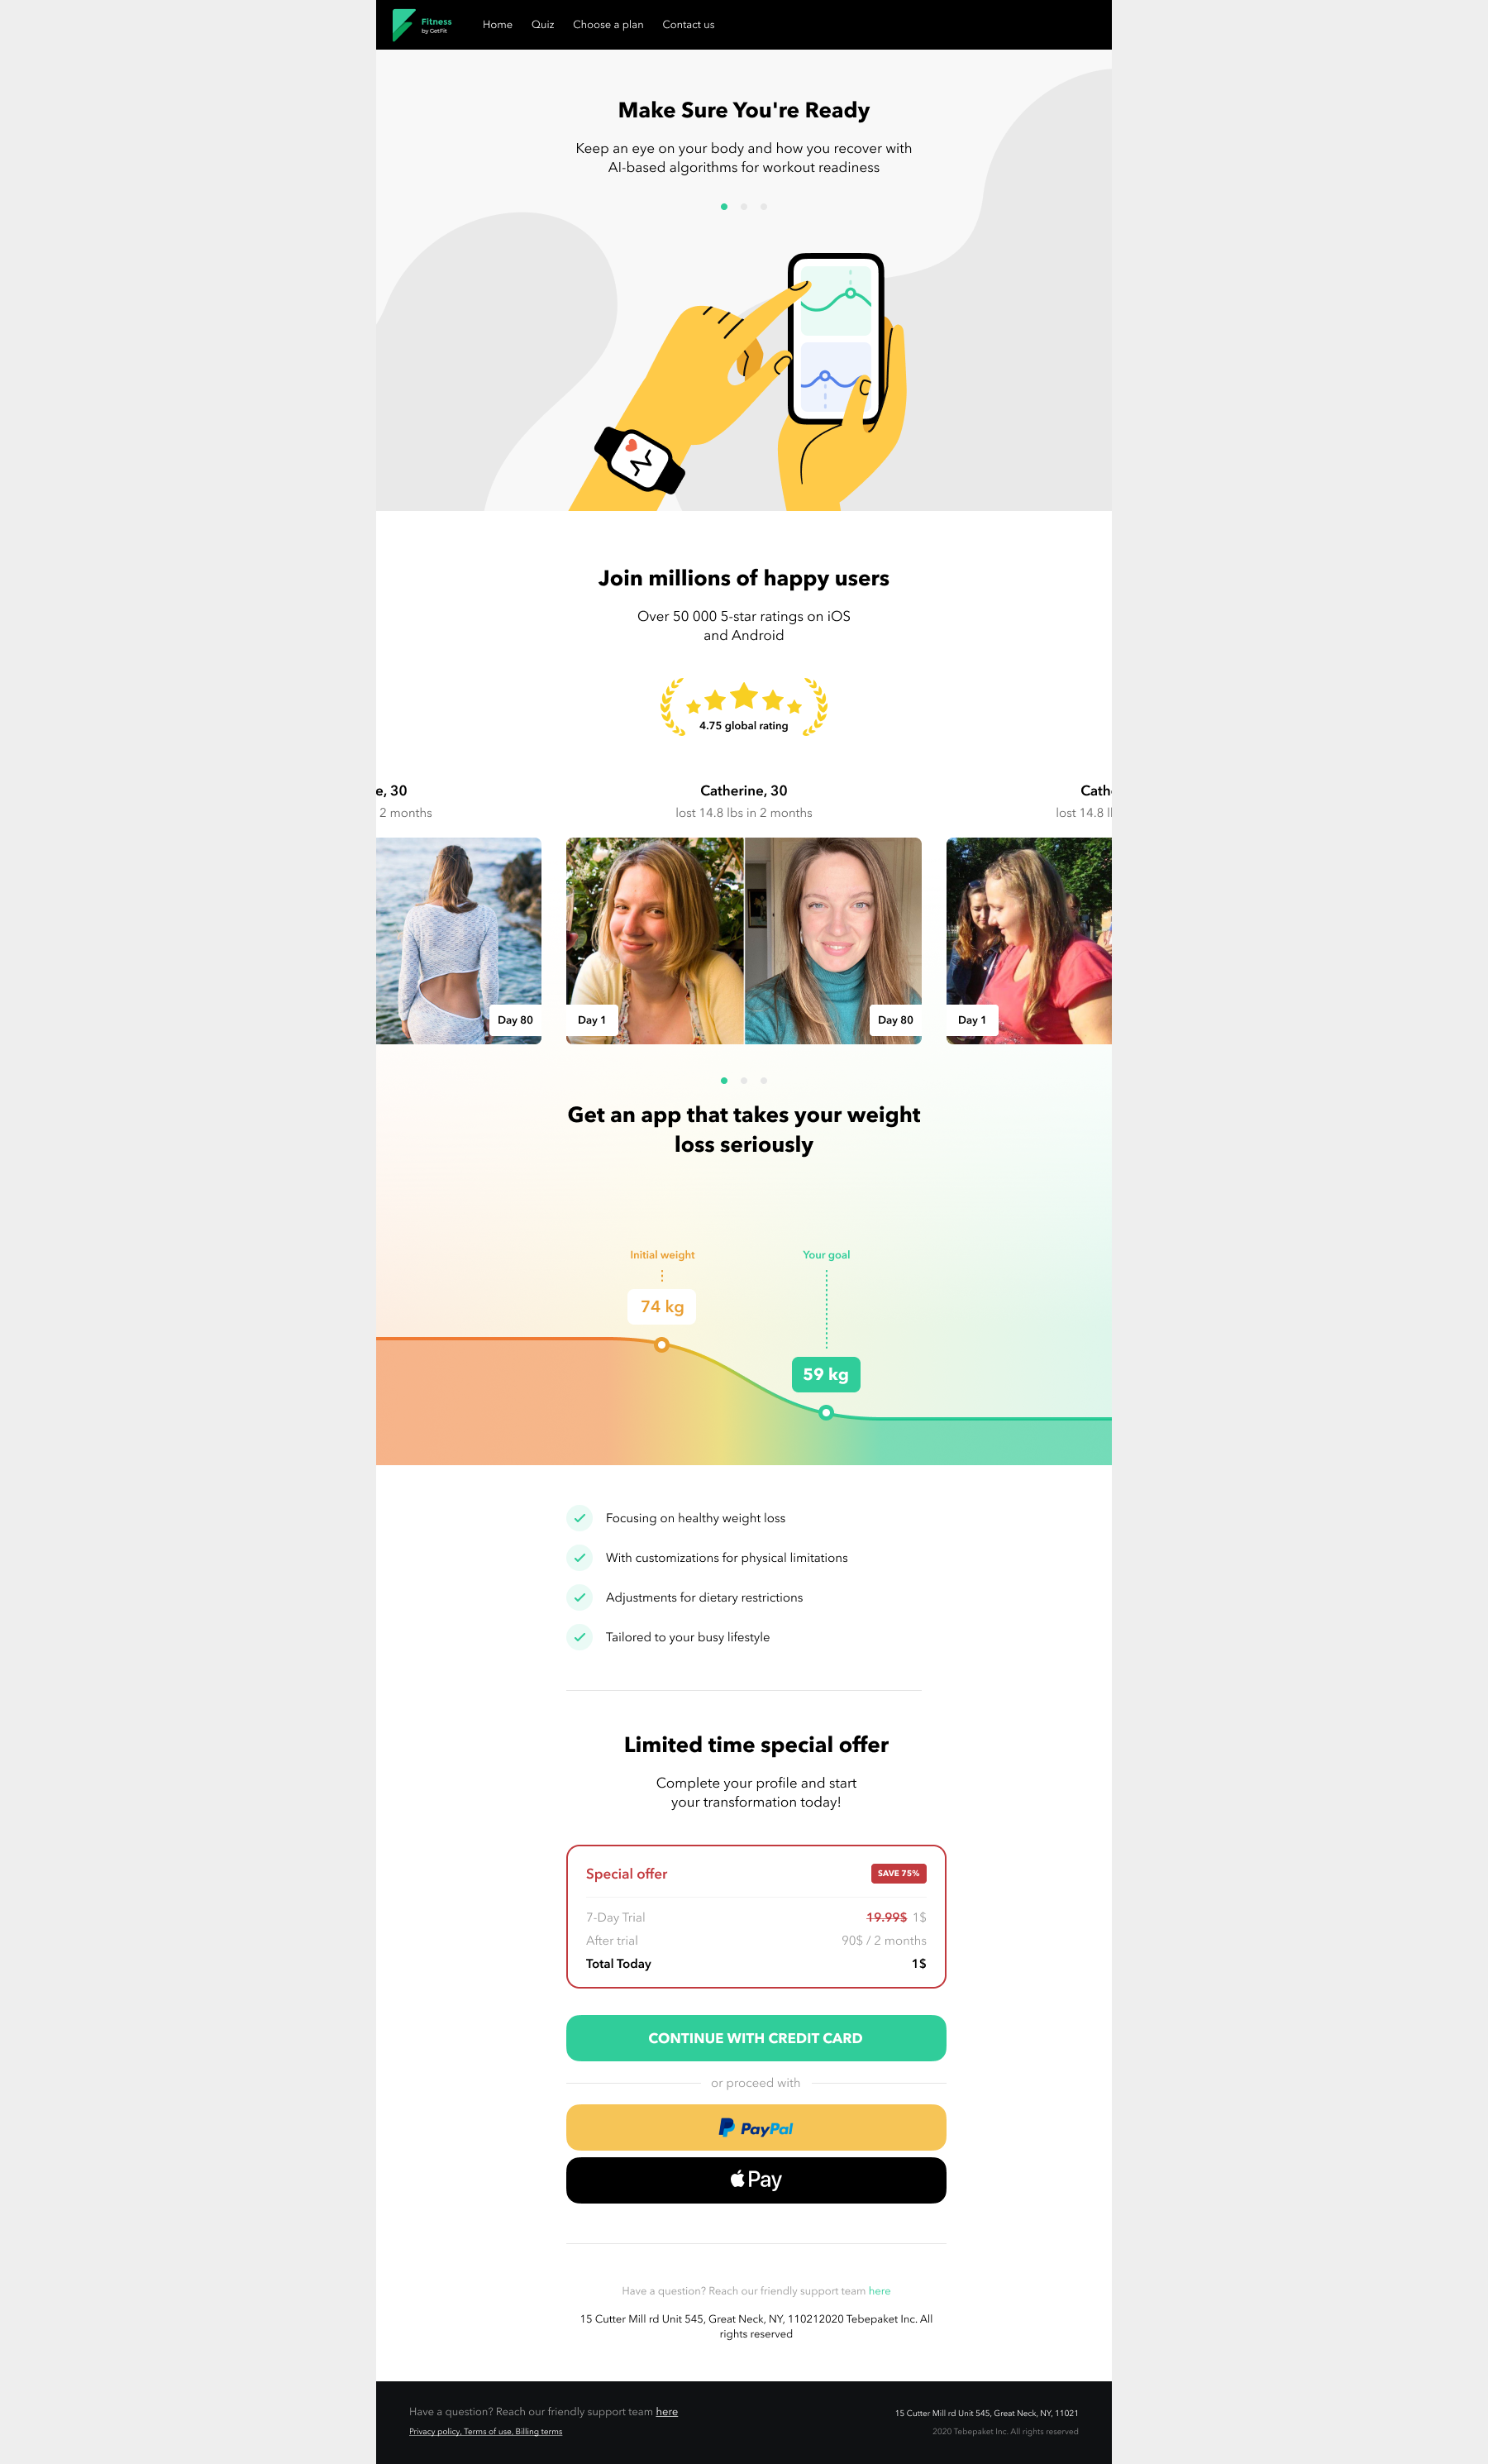 Fitness
by GetFit
Home Quiz Choose a plan Contact us
Make Sure You're Ready
Keep an eye on your body and how you recover with
AI-based algorithms for workout readiness
Join millions of happy users
Over 50 000 5-star ratings on iOS
and Android
4.75 global rating
e, 30
2 months
Day 80
Catherine, 30
lost 14.8 lbs in 2 months
Day 1
Day 80
Cath
lost 14.8 l
Day 1
Get an app that takes your weight
loss seriously
Initial weight
74 kg
Your goal
59 kg
Focusing on healthy weight loss
With customizations for physical limitations
Adjustments for dietary restrictions
Tailored to your busy lifestyle
Limited time special offer
Complete your profile and start
your transformation today!
Special offer SAVE 75%
7-Day Trial 19.99$ 1$
After trial 90$ / 2 months
Total Today 1$
CONTINUE WITH CREDIT CARD
or proceed with
PayPal
Pay
Have a question? Reach our friendly support team here
15 Cutter Mill rd Unit 545, Great Neck, NY, 110212020 Tebepaket Inc. All
rights reserved
Have a question? Reach our friendly support team here
Privacy policy, Terms of use, Billing terms
15 Cutter Mill rd Unit 545, Great Neck, NY, 11021
2020 Tebepaket Inc. All rights reserved